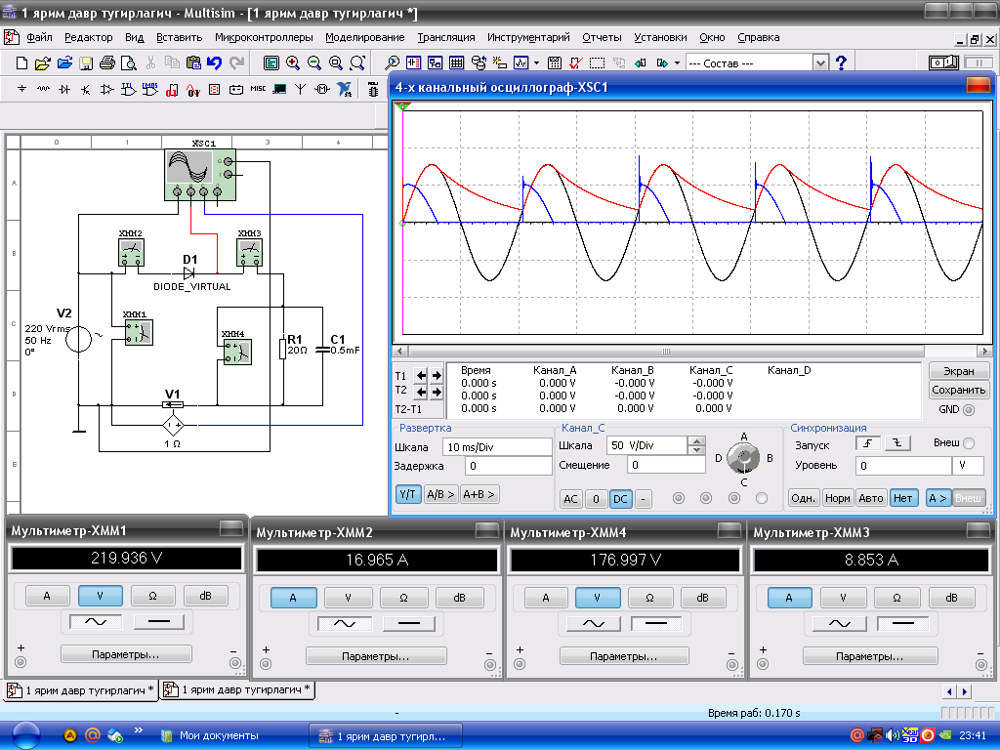 1 ярим давр тугирлагич - Multisim - [1 ярим давр тугирлагич *]
Файл Редактор Вид Вставить Микроконтроллеры Моделирование Трансляция Инструментарий Отчеты Установки Окно Справка
--- Состав ---
MISC
4-х канальный осциллограф-XSC1
0 1 3 4
A
B
C
D
E
XSC1
G
T
A B C D
XMM2
XMM3
D1
DIODE_VIRTUAL
V2
220 Vrms
50 Hz
0°
XMM1
XMM4
R1
20Ω
C1
0.5mF
V1
1 Ω
T1
T2
T2-T1
Время Канал_A Канал_B Канал_C Канал_D
0.000 s 0.000 V -0.000 V -0.000 V
0.000 s 0.000 V -0.000 V -0.000 V
0.000 s 0.000 V 0.000 V 0.000 V
Экран
Сохранить
GND
Развертка
Шкала 10 ms/Div
Задержка 0
Y/T A/B > A+B >
Канал_C
Шкала 50 V/Div
Смещение 0
AC 0 DC -
A
D B
C
Синхронизация
Запуск Внеш
Уровень 0 V
Одн. Норм Авто Нет A > Внеш
Мультиметр-XMM1
219.936 V
A V Ω dB
+ -
Параметры...
Мультиметр-XMM2
16.965 A
A V Ω dB
+ -
Параметры...
Мультиметр-XMM4
176.997 V
A V Ω dB
+ -
Параметры...
Мультиметр-XMM3
8.853 A
A V Ω dB
+ -
Параметры...
1 ярим давр тугирлагич * 1 ярим давр тугирлагич *
- Время раб: 0.170 s
Мои документы 1 ярим давр тугирл... 23:41